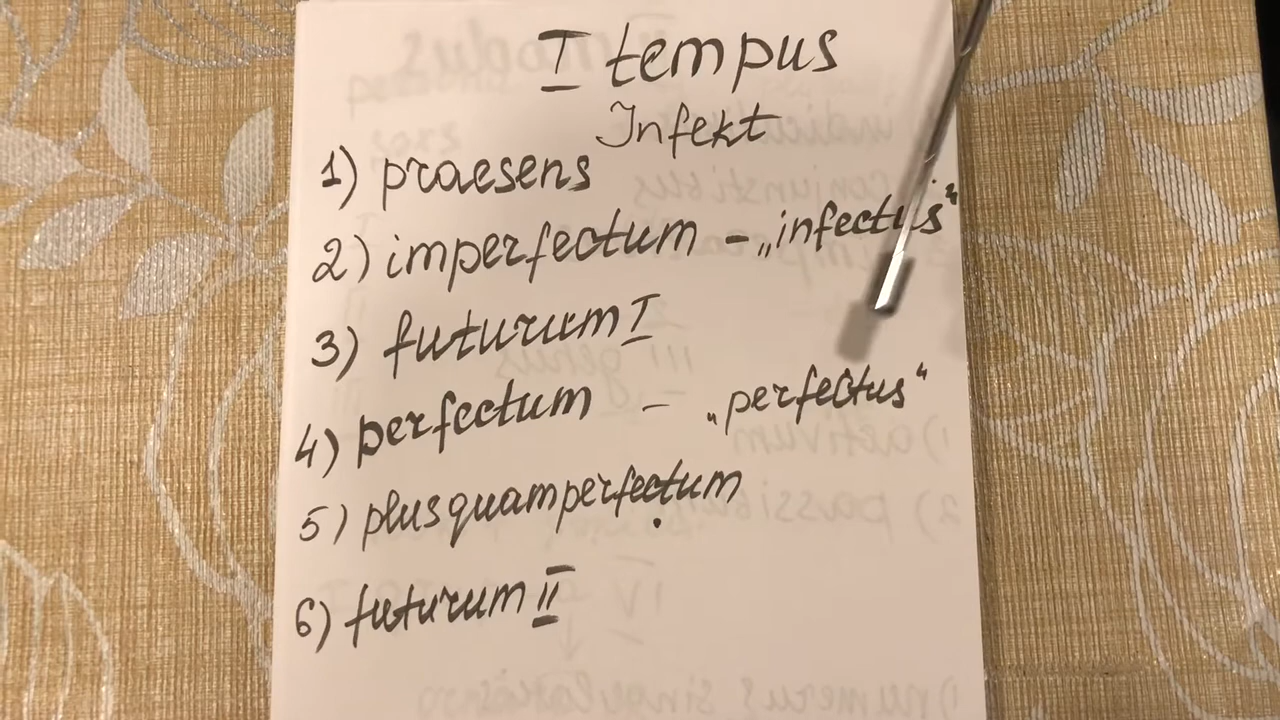 I tempus
Infekt
1) praesens
2) imperfectum - „infectus“
3) futurum I
4) perfectum - „perfectus“
5) plusquamperfectum
6) futurum II